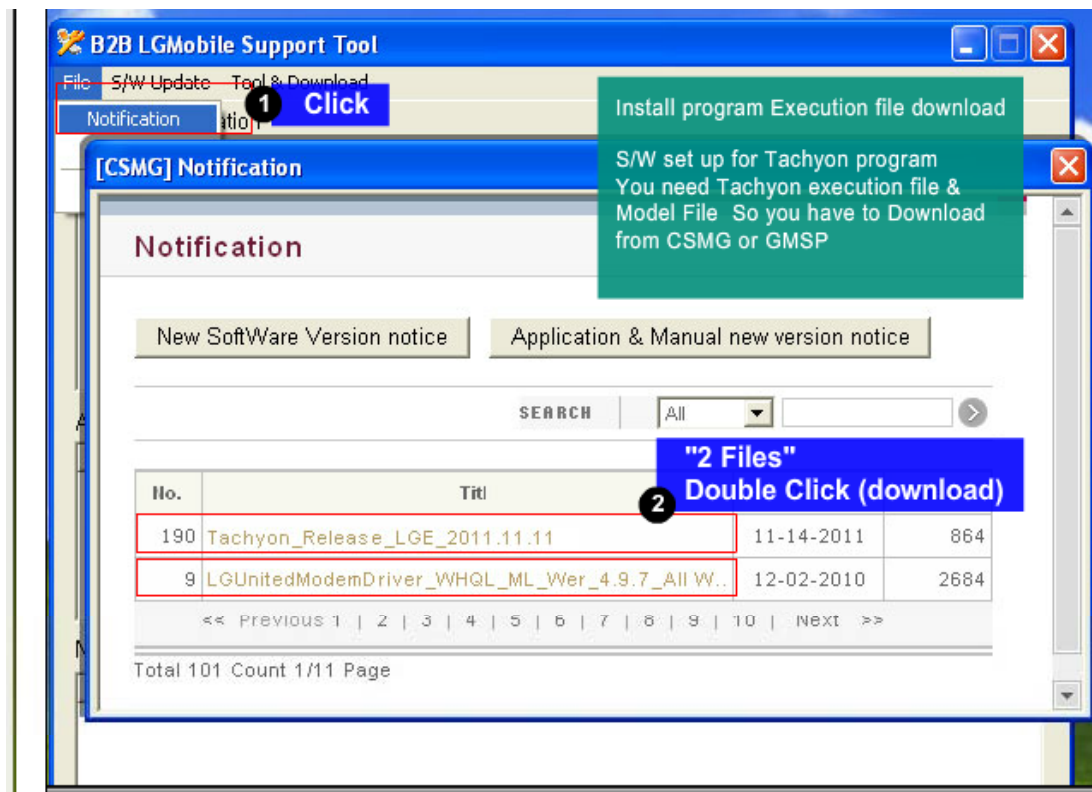 B2B LGMobile Support Tool
File S/W Update Tool & Download
Notification
1 Click
Install program Execution file download
S/W set up for Tachyon program
You need Tachyon execution file &
Model File So you have to Download
from CSMG or GMSP
[CSMG] Notification
Notification
New SoftWare Version notice Application & Manual new version notice
SEARCH All
"2 Files"
2 Double Click (download)
No. Titl
190 Tachyon_Release_LGE_2011.11.11 11-14-2011 864
9 LGUnitedModemDriver_WHQL_ML_Wer_4.9.7_All W.. 12-02-2010 2684
<< Previous 1 | 2 | 3 | 4 | 5 | 6 | 7 | 8 | 9 | 10 | Next >>
Total 101 Count 1/11 Page